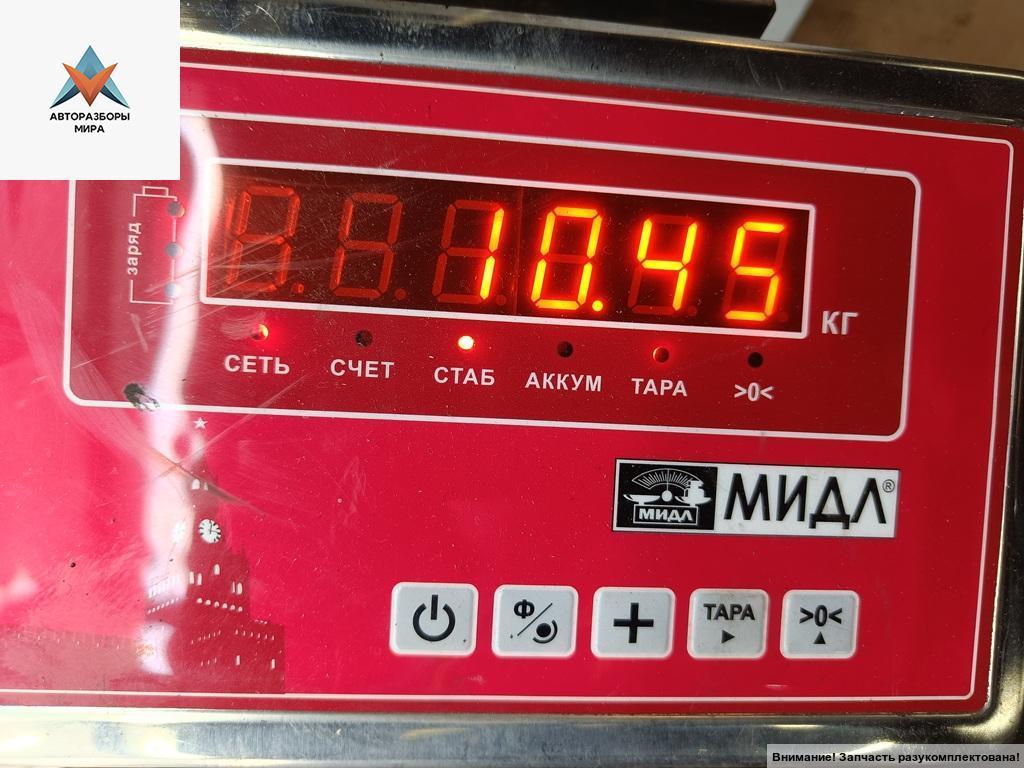 АВТОРАЗБОРЫ
МИРА
заряд
10.45
КГ
СЕТЬ СЧЕТ СТАБ АККУМ ТАРА >0<
МИДЛ МИДЛ®
Ф ТАРА >0<
Внимание! Запчасть разукомплектована!